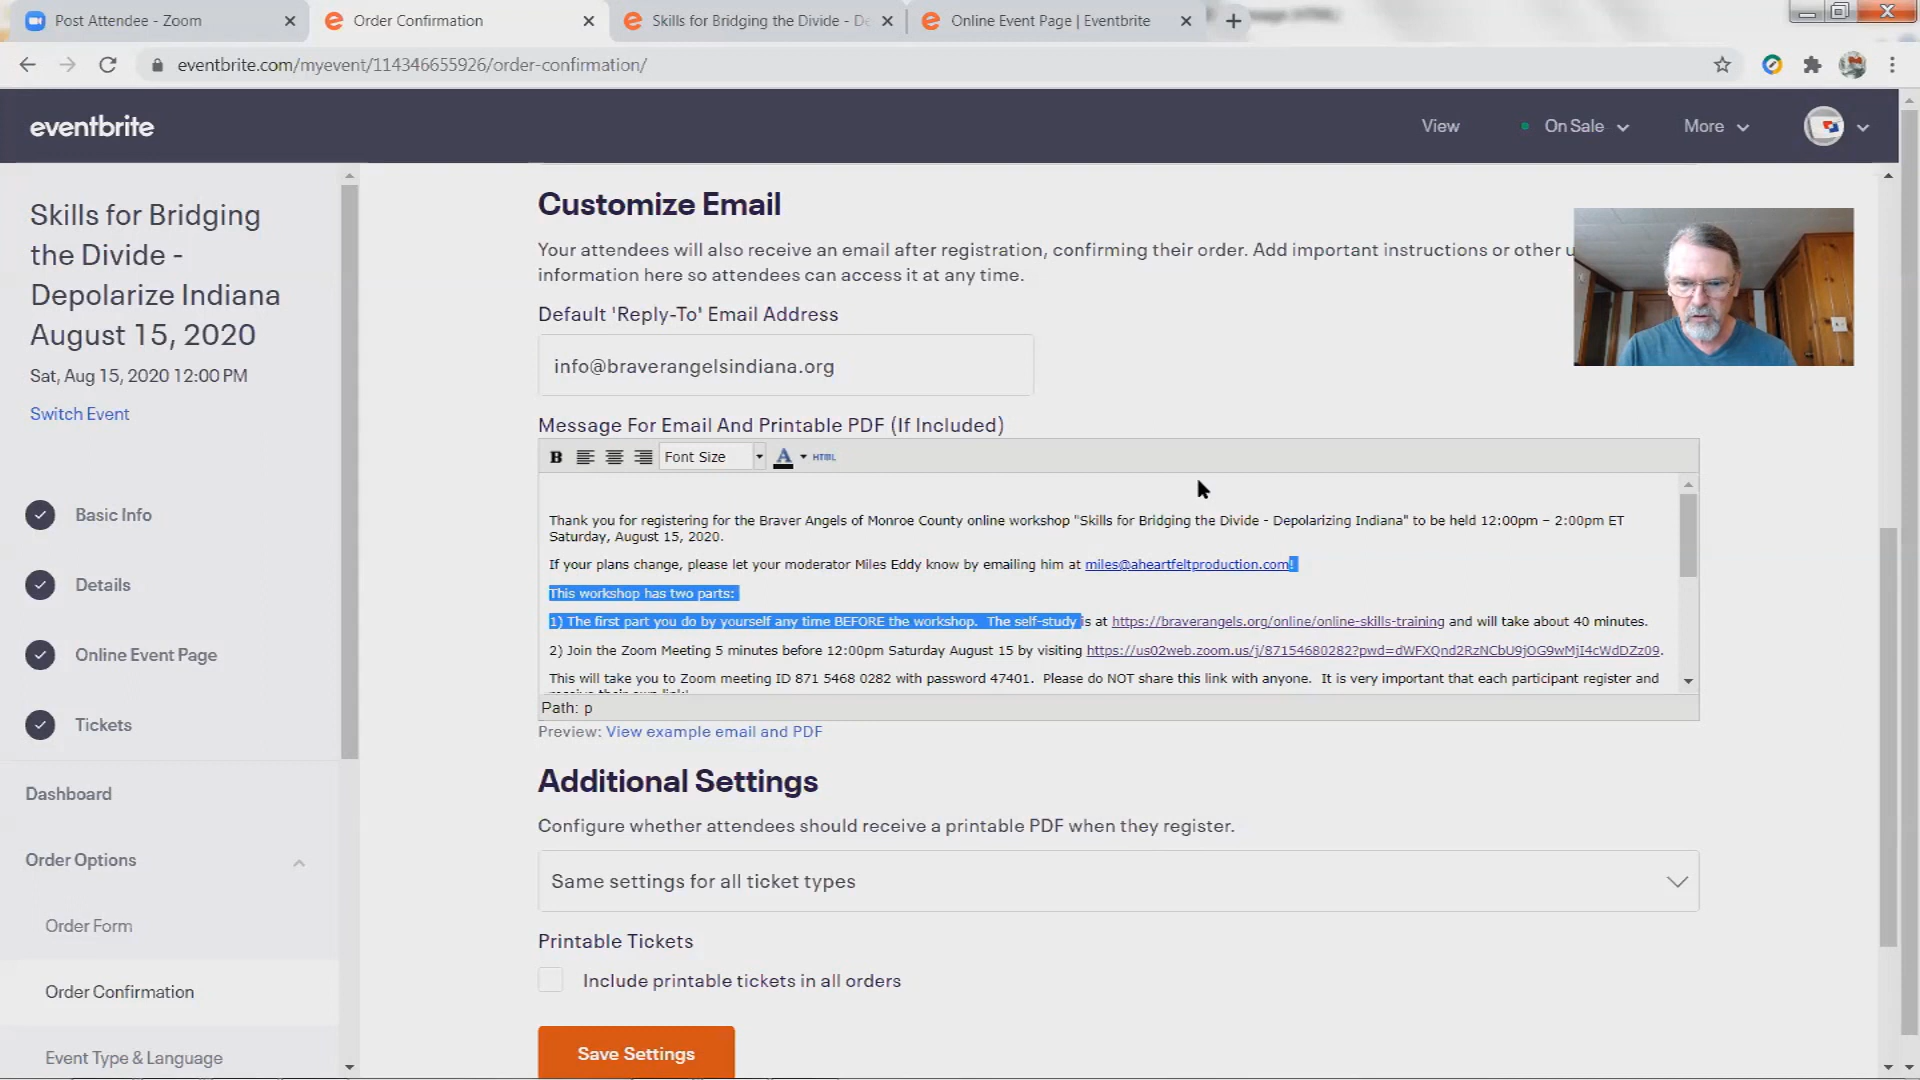 Post Attendee - Zoom
Order Confirmation
Skills for Bridging the Divide - De
Online Event Page | Eventbrite
eventbrite.com/myevent/114346655926/order-confirmation/
eventbrite
View
On Sale
More
Skills for Bridging
the Divide -
Depolarize Indiana
August 15, 2020
Sat, Aug 15, 2020 12:00 PM
Switch Event
Basic Info
Details
Online Event Page
Tickets
Dashboard
Order Options
Order Form
Order Confirmation
Event Type & Language
Customize Email
Your attendees will also receive an email after registration, confirming their order. Add important instructions or other
information here so attendees can access it at any time.
Default 'Reply-To' Email Address
info@braverangelsindiana.org
Message For Email And Printable PDF (If Included)
B
Font Size
A
HTML
Thank you for registering for the Braver Angels of Monroe County online workshop "Skills for Bridging the Divide - Depolarizing Indiana" to be held 12:00pm – 2:00pm ET
Saturday, August 15, 2020.
If your plans change, please let your moderator Miles Eddy know by emailing him at miles@aheartfeltproduction.com!
This workshop has two parts:
1) The first part you do by yourself any time BEFORE the workshop.  The self-study is at https://braverangels.org/online/online-skills-training and will take about 40 minutes.
2) Join the Zoom Meeting 5 minutes before 12:00pm Saturday August 15 by visiting https://us02web.zoom.us/j/87154680282?pwd=dWFXQnd2RzNCbU9jOG9wMjI4cWdDZz09.
This will take you to Zoom meeting ID 871 5468 0282 with password 47401.  Please do NOT share this link with anyone.  It is very important that each participant register and
receive their own link!
Path: p
Preview: View example email and PDF
Additional Settings
Configure whether attendees should receive a printable PDF when they register.
Same settings for all ticket types
Printable Tickets
Include printable tickets in all orders
Save Settings